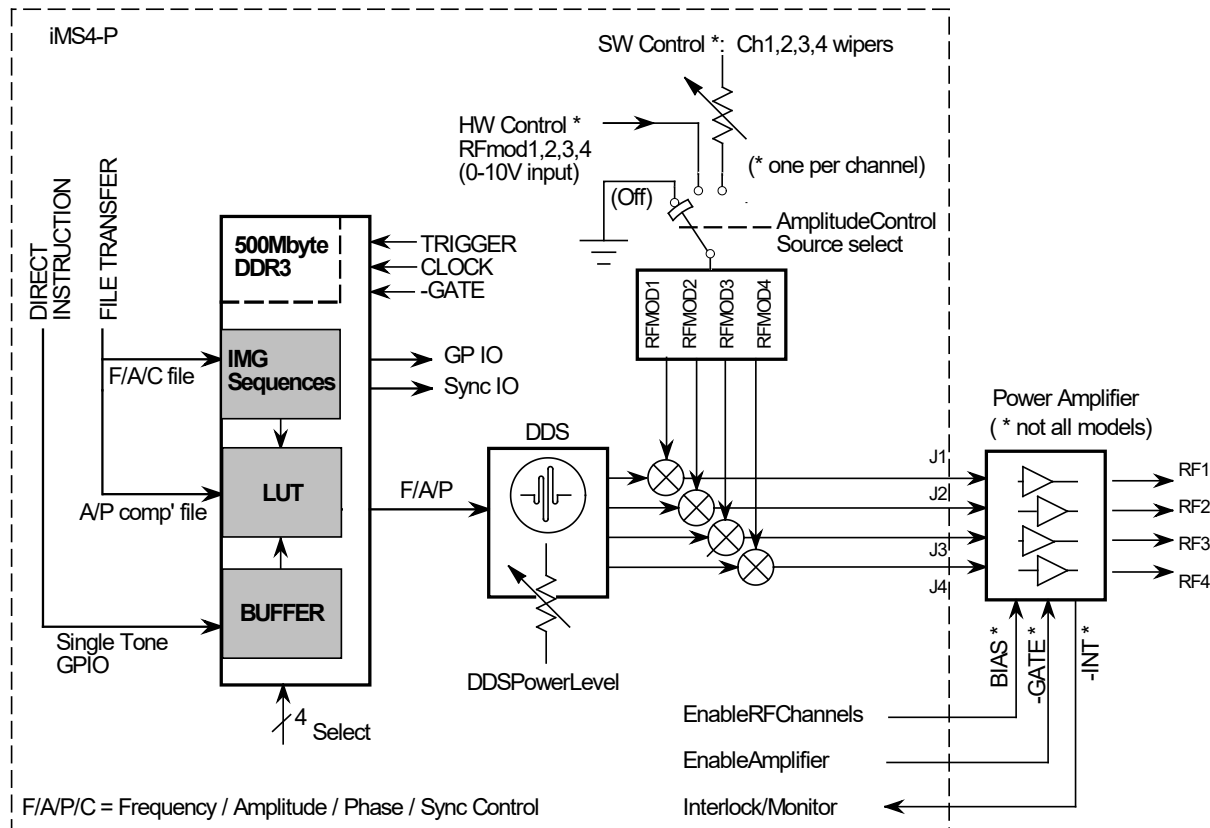 iMS4-P
SW Control *: Ch1,2,3,4 wipers
HW Control *
RFmod1,2,3,4
(0-10V input)
(* one per channel)
(Off)
AmplitudeControl
Source select
DIRECT
INSTRUCTION
FILE TRANSFER
500Mbyte
DDR3
TRIGGER
CLOCK
-GATE
RFMOD1
RFMOD2
RFMOD3
RFMOD4
F/A/C file
IMG
Sequences
GP IO
Sync IO
Power Amplifier
( * not all models)
DDS
LUT
A/P comp' file
F/A/P
J1
J2
J3
J4
RF1
RF2
RF3
RF4
BUFFER
Single Tone
GPIO
DDSPowerLevel
BIAS *
-GATE *
-INT *
4
Select
EnableRFChannels
EnableAmplifier
Interlock/Monitor
F/A/P/C = Frequency / Amplitude / Phase / Sync Control